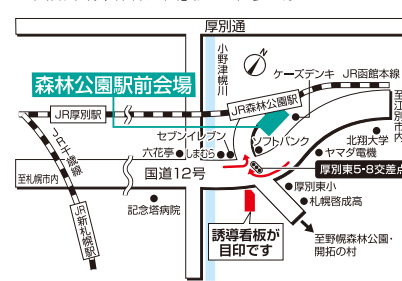 厚別通
小野津幌川
N
ケーズデンキ
JR函館本線
森林公園駅前会場
JR森林公園駅
至江別市内
JR厚別駅
セブンイレブン
ソフトバンク
北翔大学
六花亭
しまむら
ヤマダ電機
JR千歳線
国道12号
厚別東5・8交差点
至札幌市内
厚別東小
札幌啓成高
記念塔病院
JR新札幌駅
誘導看板が
目印です
至野幌森林公園・
開拓の村